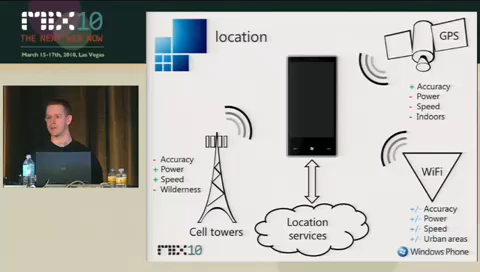 MIX10
THE NEXT WEB NOW
March 15-17th, 2010, Las Vegas
location
GPS
+ Accuracy
- Power
- Speed
- Indoors
- Accuracy
+ Power
+ Speed
- Wilderness
Cell towers
Location
services
WiFi
+/- Accuracy
+/- Power
+/- Speed
+/- Urban areas
MIX10
Windows Phone